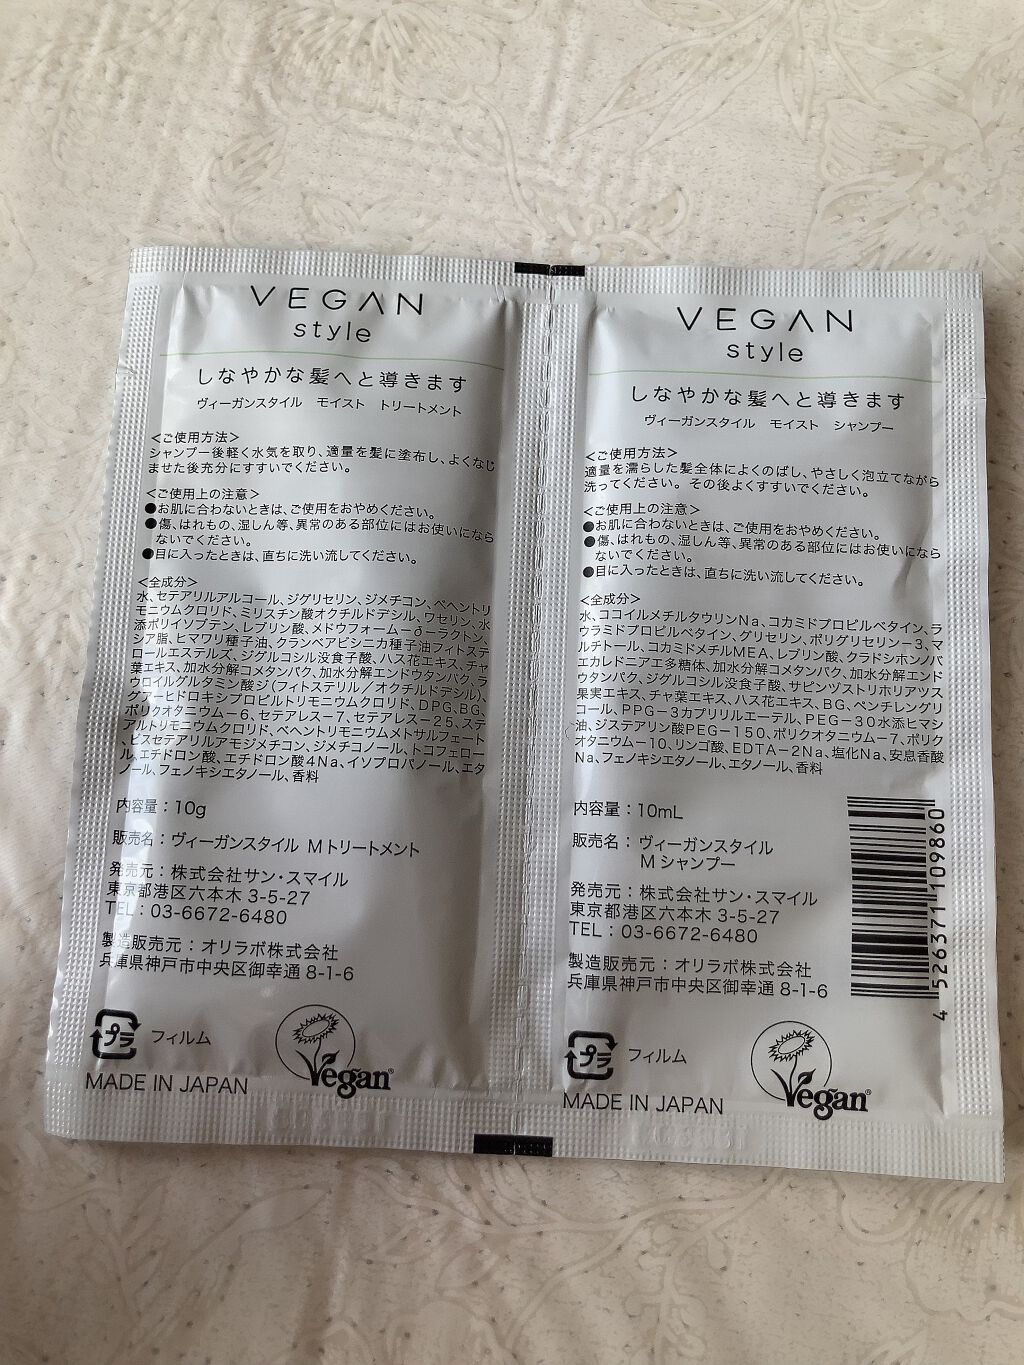 VEGAN
style
しなやかな髪へと導きます
ヴィーガンスタイル モイスト トリートメント
<ご使用方法>
シャンプー後軽く水気を取り、適量を髪に塗布し、よくなじ
ませた後充分にすすいでください。
<ご使用上の注意>
●お肌に合わないときは、ご使用をおやめください。
●傷、はれもの、湿しん等、異常のある部位にはお使いになら
ないでください。
●目に入ったときは、直ちに洗い流してください。
<全成分>
水、セテアリルアルコール、ジグリセリン、ジメチコン、ベヘントリ
モニウムクロリド、ミリスチン酸オクチルドデシル、ワセリン、水
添ポリイソブテン、レブリン酸、メドウフォーム-δ-ラクトン、
シア脂、ヒマワリ種子油、クランベアビシニカ種子油フィトステ
ロールエステルズ、ジグルコシル没食子酸、ハス花エキス、チャ
葉エキス、加水分解コメタンパク、加水分解エンドウタンパク、ラ
ウロイルグルタミン酸ジ(フィトステリル/オクチルドデシル)、
グアーヒドロキシプロピルトリモニウムクロリド、DPG、BG、
ポリクオタニウム-6、セテアレス-7、セテアレス-25、ステ
アルトリモニウムクロリド、ベヘントリモニウムメトサルフェート
、ビスセテアリルアモジメチコン、ジメチコノール、トコフェロー
ル、エチドロン酸、エチドロン酸4Na、イソプロパノール、エタ
ノール、フェノキシエタノール、香料
内容量:10g
販売名:ヴィーガンスタイル Mトリートメント
発売元:株式会社サン・スマイル
東京都港区六本木 3-5-27
TEL:03-6672-6480
製造販売元:オリラボ株式会社
兵庫県神戸市中央区御幸通 8-1-6
プラ フィルム
Vegan®
MADE IN JAPAN
VEGAN
style
しなやかな髪へと導きます
ヴィーガンスタイル モイスト シャンプー
<ご使用方法>
適量を濡らした髪全体によくのばし、やさしく泡立てながら
洗ってください。その後よくすすいでください。
<ご使用上の注意>
●お肌に合わないときは、ご使用をおやめください。
●傷、はれもの、湿しん等、異常のある部位にはお使いになら
ないでください。
●目に入ったときは、直ちに洗い流してください。
<全成分>
水、ココイルメチルタウリンNa、コカミドプロピルベタイン、ラ
ウラミドプロピルベタイン、グリセリン、ポリグリセリン-3、マ
ルチトール、コカミドメチルMEA、レブリン酸、クラドシホンノバ
エカレドニアエ多糖体、加水分解コメタンパク、加水分解エンド
ウタンパク、ジグルコシル没食子酸、サピンヅストリホリアツス
果実エキス、チャ葉エキス、ハス花エキス、BG、ペンチレングリ
コール、PPG-3カプリリルエーテル、PEG-30水添ヒマシ
油、ジステアリン酸PEG-150、ポリクオタニウム-7、ポリク
オタニウム-10、リンゴ酸、EDTA-2Na、塩化Na、安息香酸
Na、フェノキシエタノール、エタノール、香料
内容量:10mL
販売名:ヴィーガンスタイル
Mシャンプー
発売元:株式会社サン・スマイル
東京都港区六本木 3-5-27
TEL:03-6672-6480
製造販売元:オリラボ株式会社
兵庫県神戸市中央区御幸通 8-1-6
4 526371 109860
プラ フィルム
Vegan®
MADE IN JAPAN